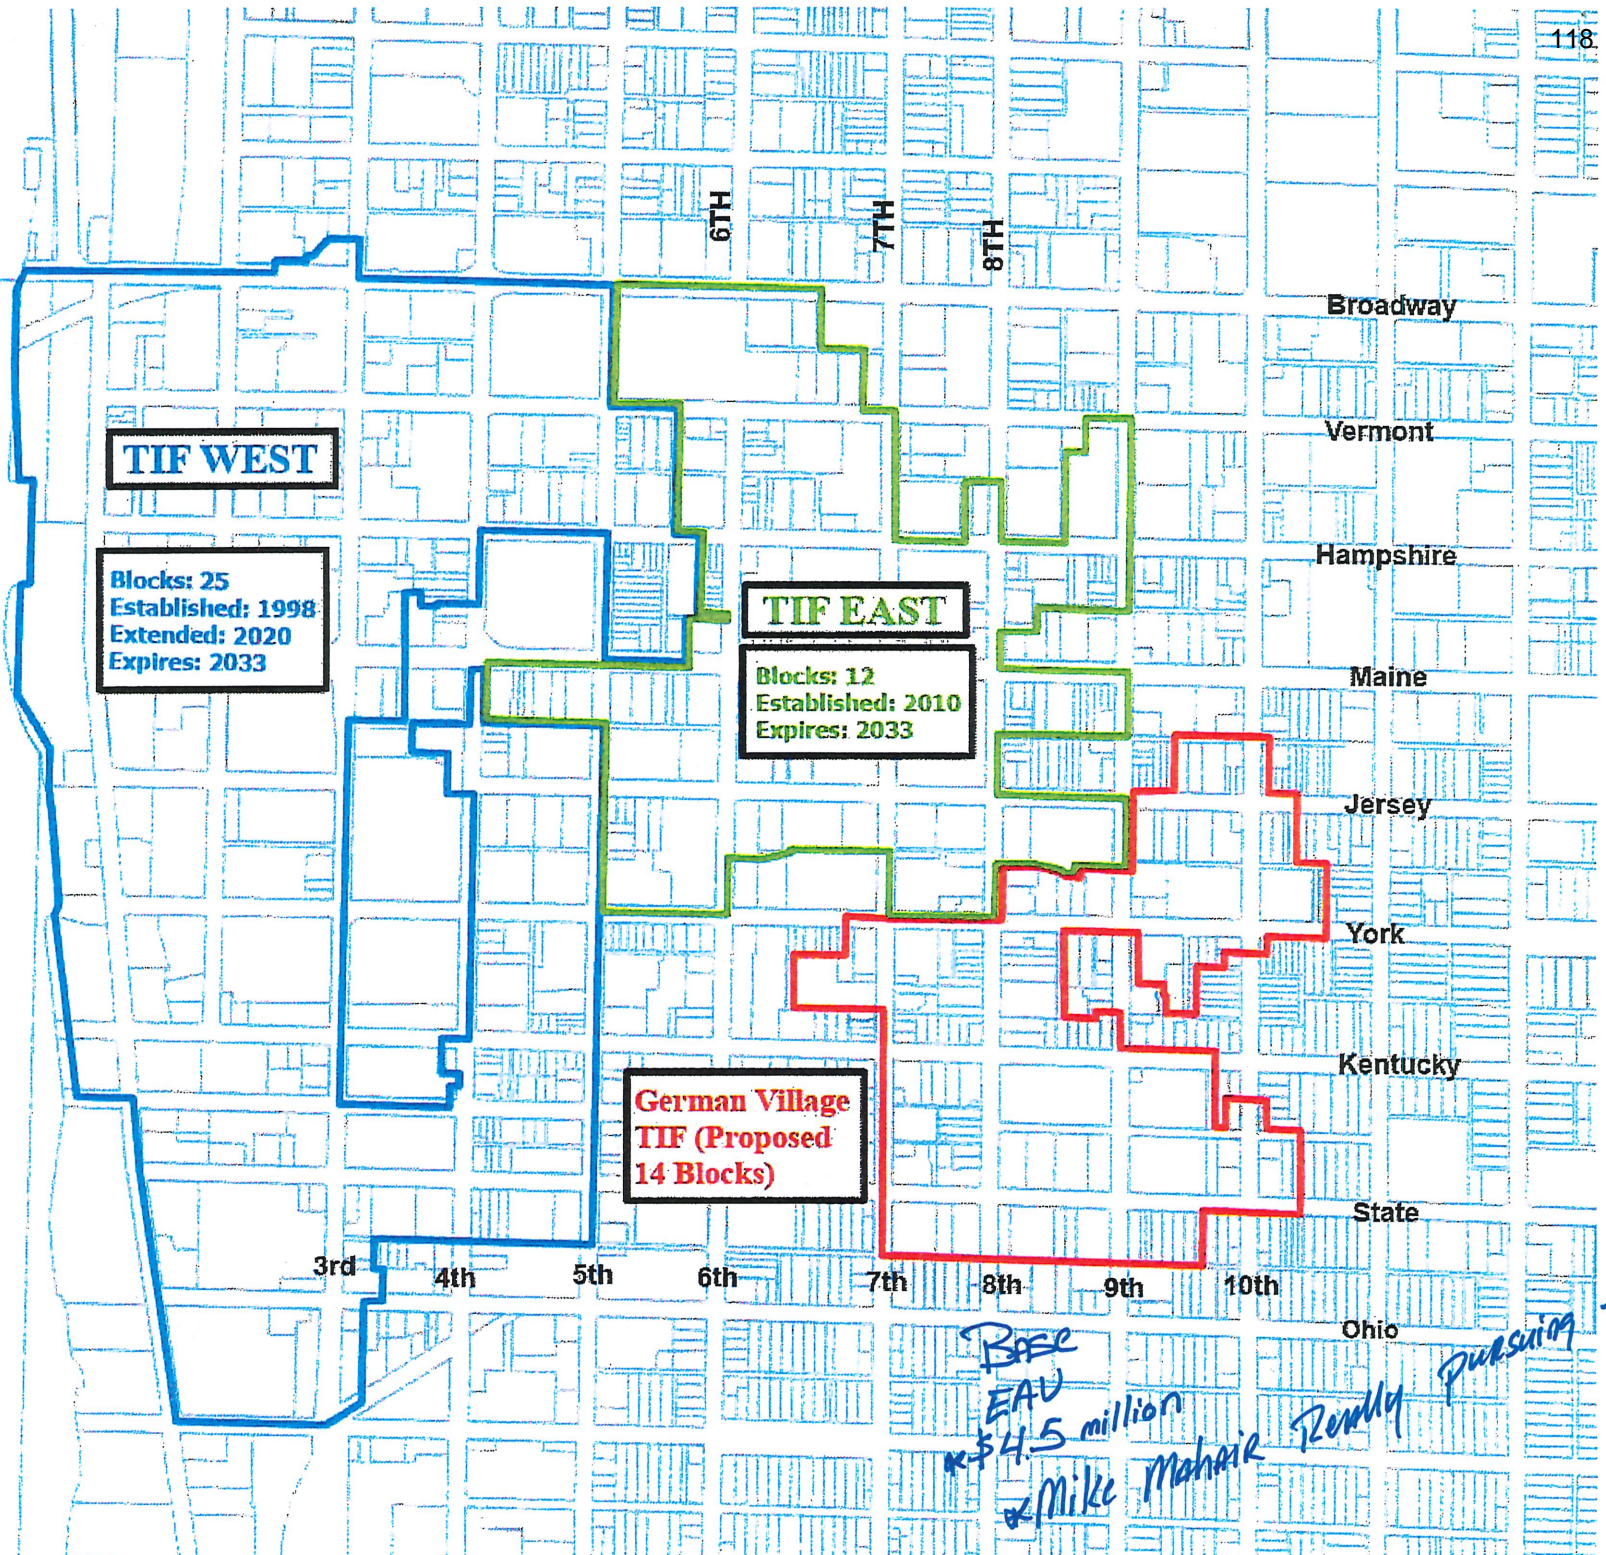 118
6TH
7TH
8TH
Broadway
Vermont
TIF WEST
Hampshire
Blocks: 25
Established: 1998
Extended: 2020
Expires: 2033
TIF EAST
Blocks: 12
Established: 2010
Expires: 2033
Maine
Jersey
York
Kentucky
German Village
TIF (Proposed
14 Blocks)
State
3rd
4th
5th
6th
7th
8th
9th
10th
Ohio
BASE
EAV
* $4.5 million
* Mike Mahair Really pursuing